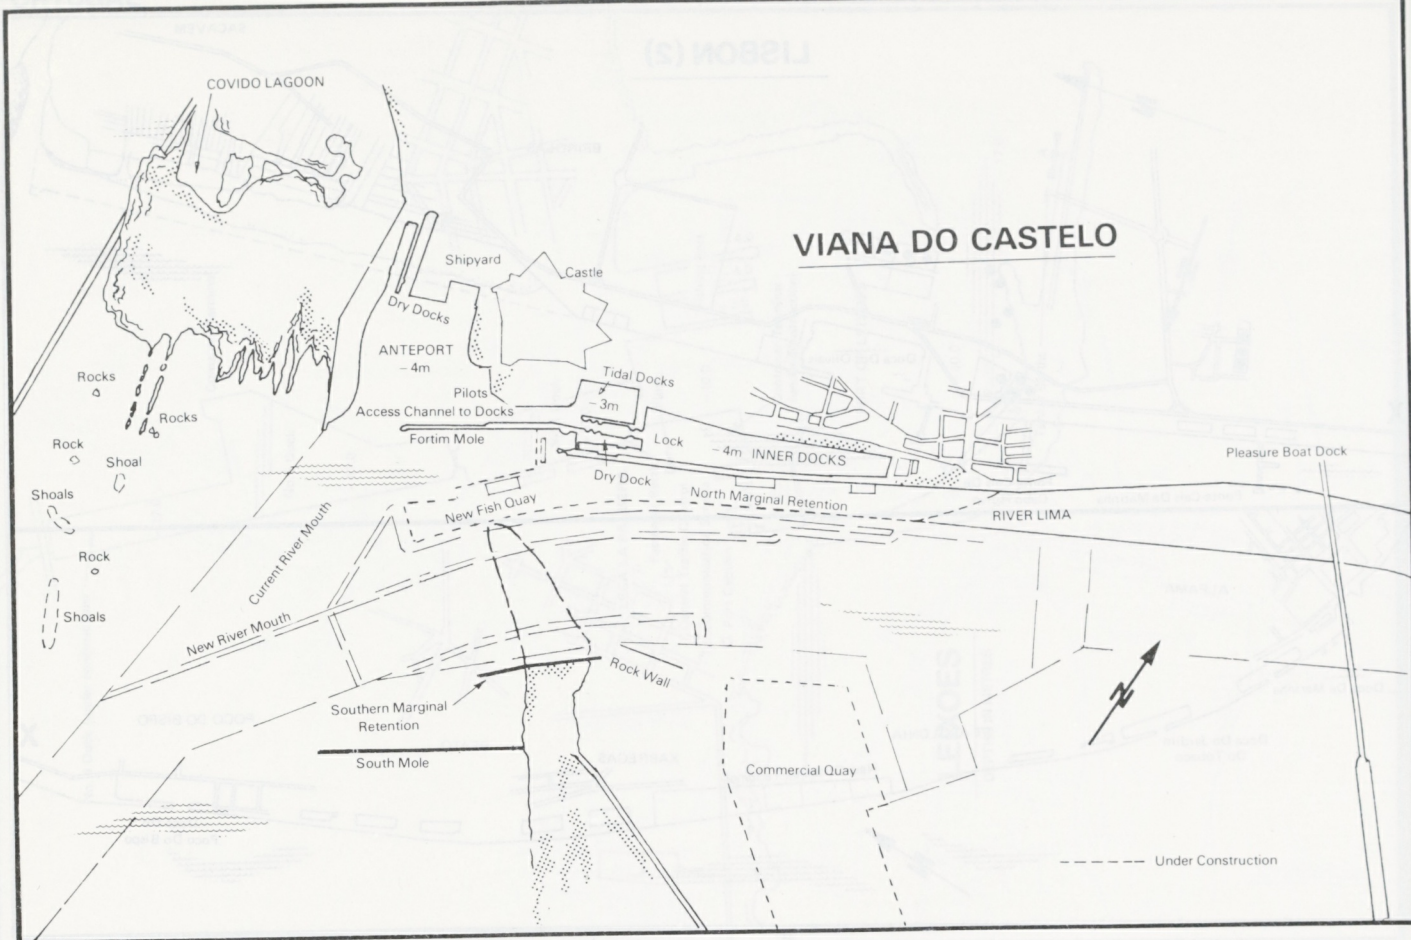 COVIDO LAGOON
VIANA DO CASTELO
Shipyard
Castle
Dry Docks
ANTEPORT
- 4m
Tidal Docks
- 3m
Pilots
Access Channel to Docks
Fortim Mole
Lock
- 4m INNER DOCKS
Dry Dock
North Marginal Retention
New Fish Quay
RIVER LIMA
Pleasure Boat Dock
Rocks
Rocks
Rock
Shoal
Shoals
Rock
Shoals
Current River Mouth
New River Mouth
Rock Wall
Southern Marginal
Retention
South Mole
Commercial Quay
N
Under Construction
LISBON (2)
LEIXOES